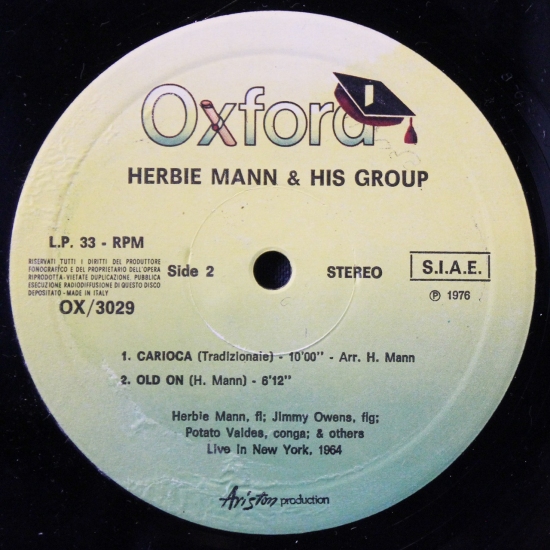 Oxford
HERBIE MANN & HIS GROUP
L.P. 33 - RPM
RISERVATI TUTTI I DIRITTI DEL PRODUTTORE
FONOGRAFICO E DEL PROPRIETARIO DELL'OPERA
RIPRODOTTA-VIETATE DUPLICAZIONE, PUBBLICA
ESECUZIONE RADIODIFFUSIONE DI QUESTO DISCO
DEPOSITATO - MADE IN ITALY
OX/3029
Side 2
STEREO
S.I.A.E.
℗ 1976
1. CARIOCA (Tradizionale) - 10'00'' - Arr. H. Mann
2. OLD ON (H. Mann) - 6'12''
Herbie Mann, fl; Jimmy Owens, flg;
Potato Valdes, conga; & others
Live in New York, 1964
Ariston production